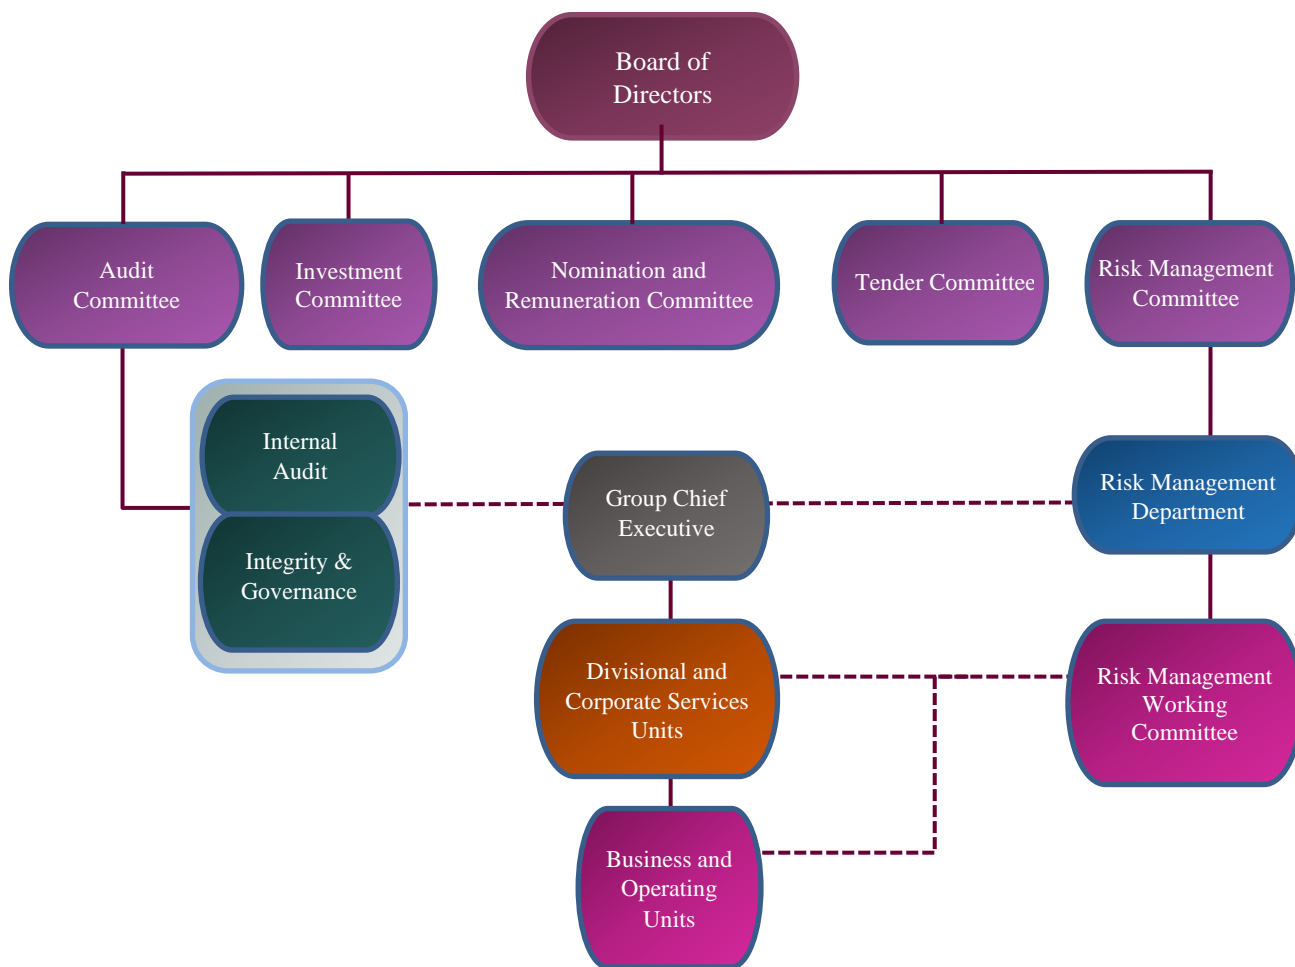 Board of
Directors
Audit
Committee
Investment
Committee
Nomination and
Remuneration Committee
Tender Committee
Risk Management
Committee
Internal
Audit
Integrity &
Governance
Group Chief
Executive
Risk Management
Department
Divisional and
Corporate Services
Units
Risk Management
Working
Committee
Business and
Operating
Units